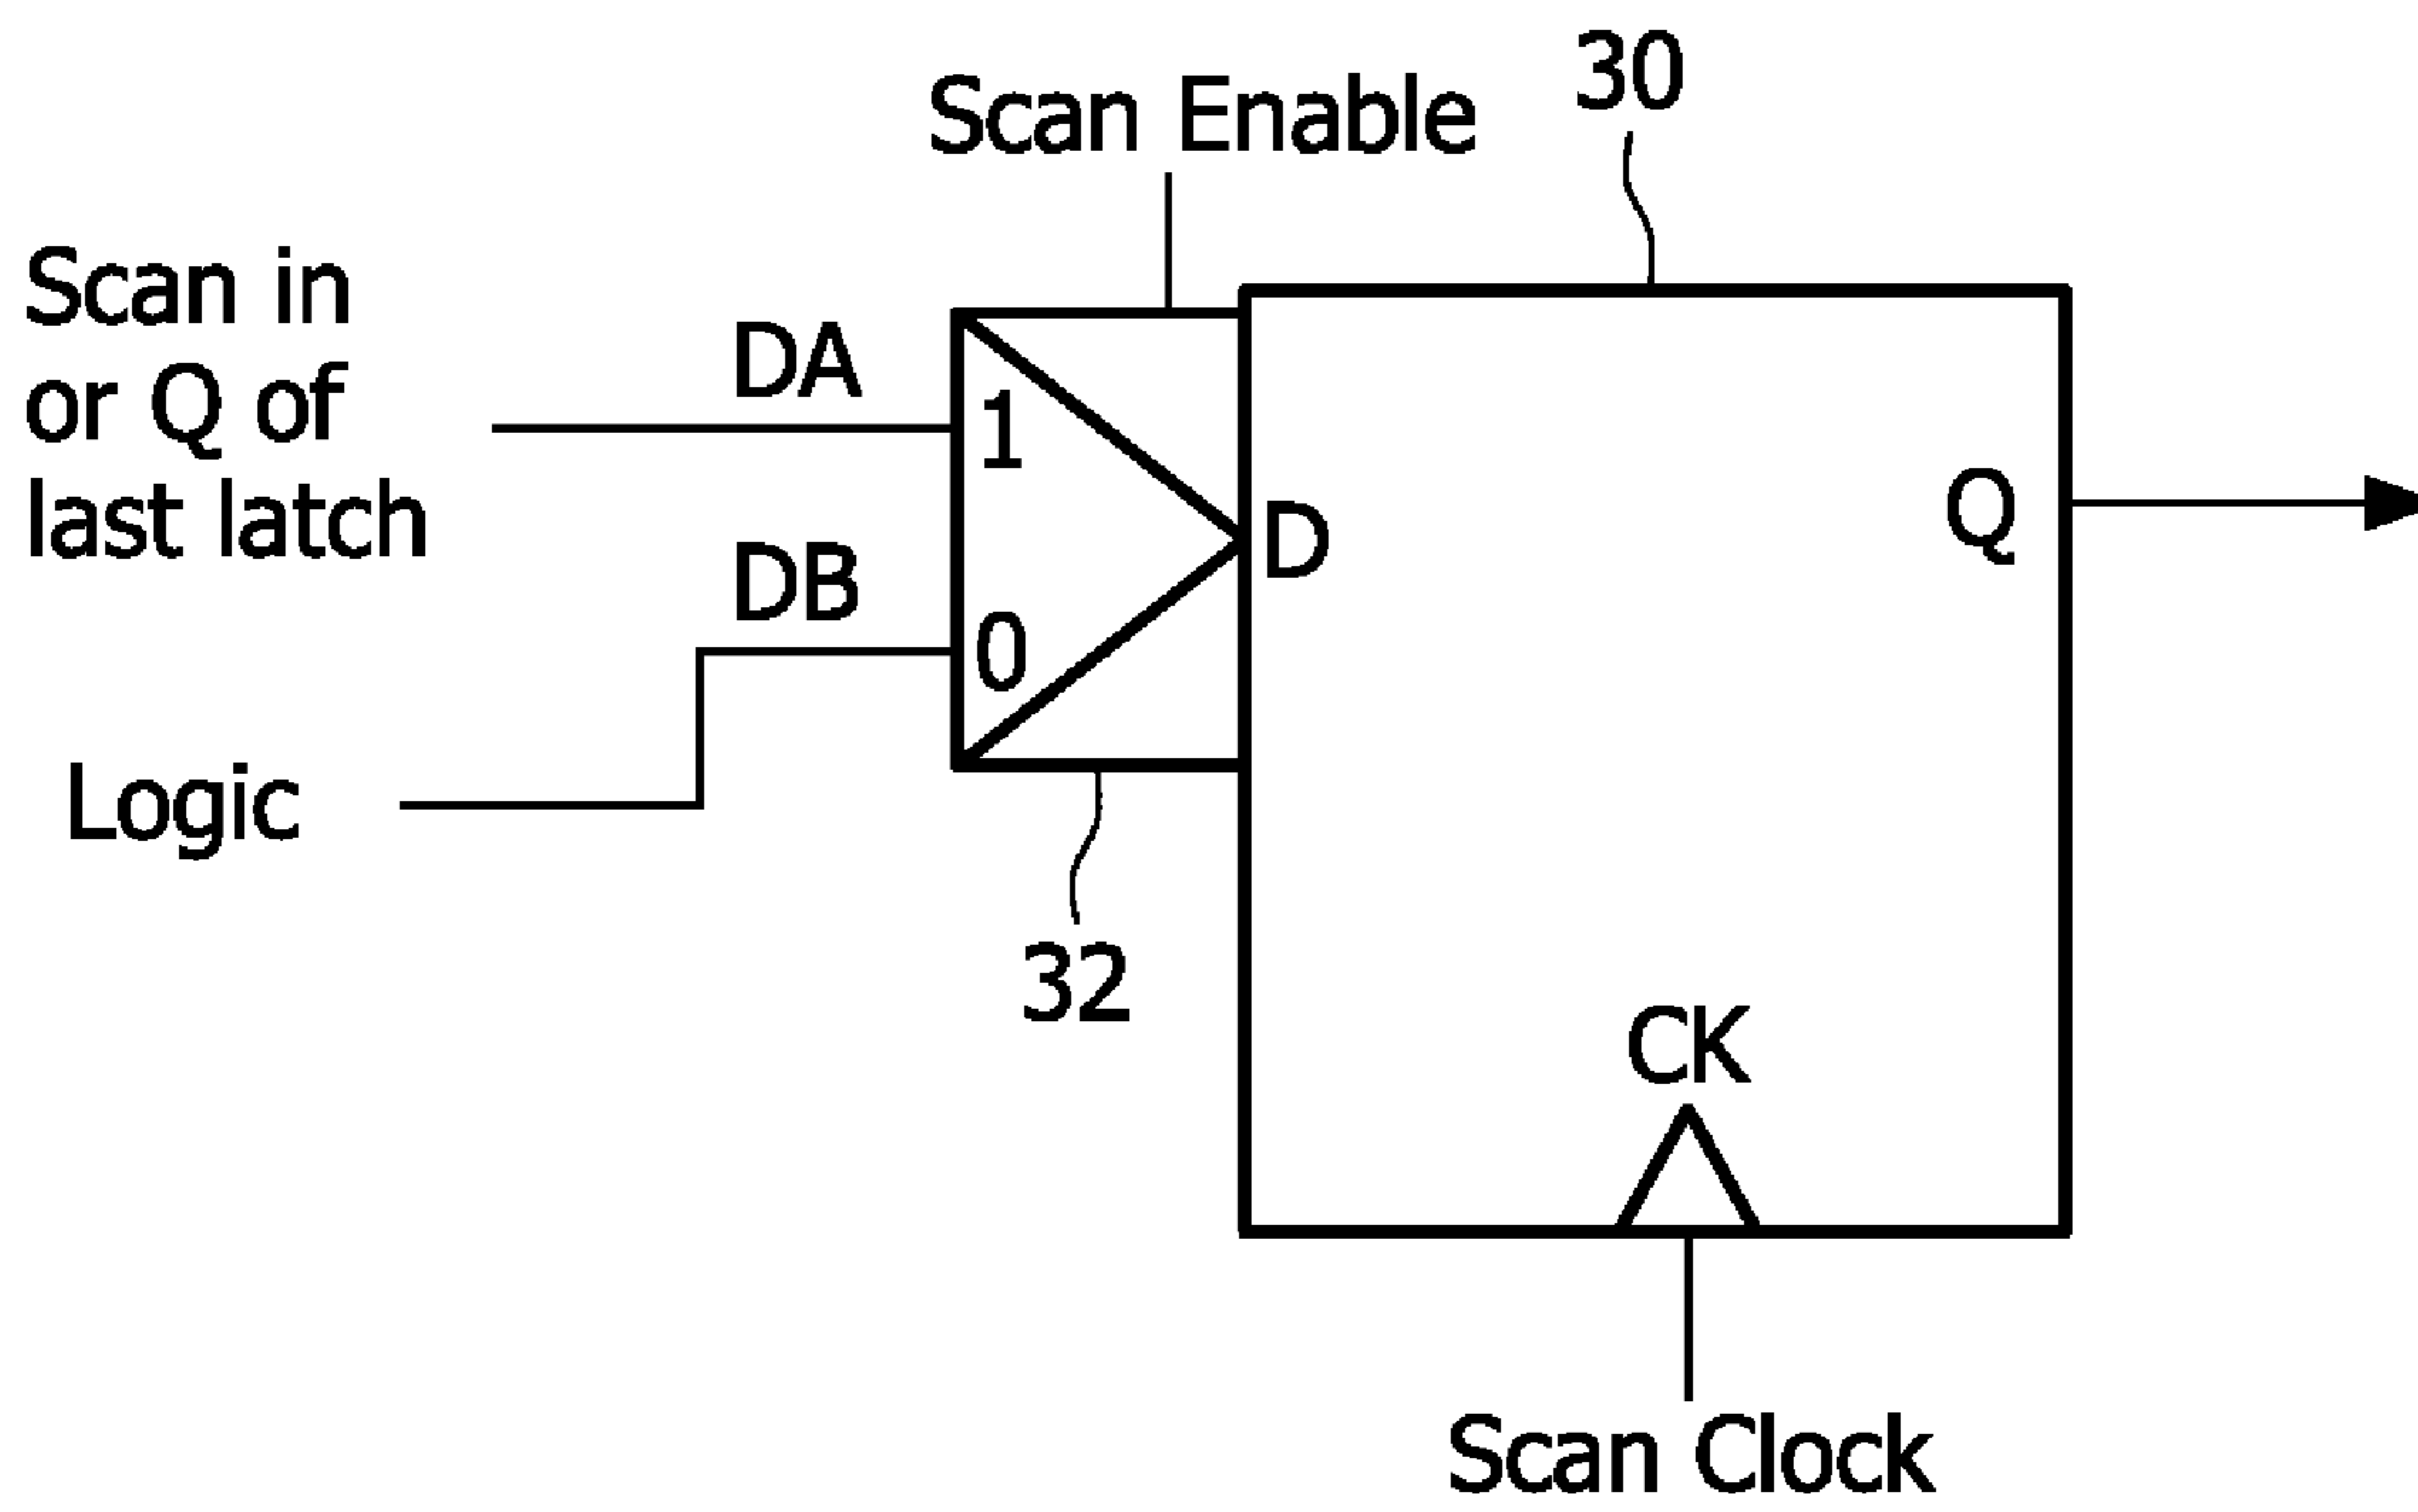 30
Scan Enable
Scan in
or Q of
last latch
DA
1
DB
0
D
Q
Logic
32
CK
Scan Clock